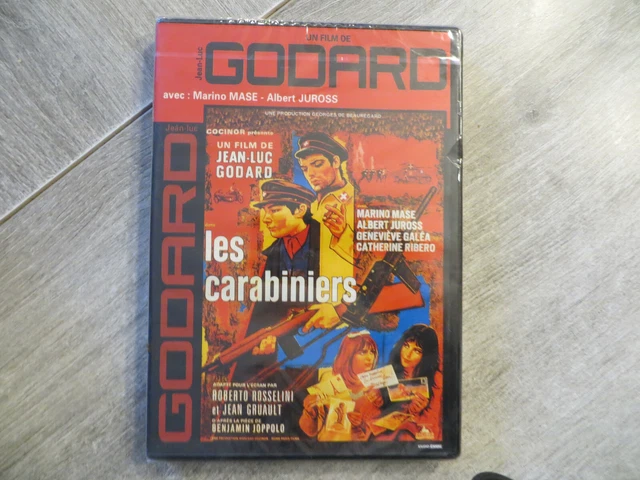 UN FILM DE
Jean-Luc
GODARD
avec : Marino MASE - Albert JUROSS
Jean-luc
GODARD
UNE PRODUCTION GEORGES DE BEAUREGARD
COCINOR présente
UN FILM DE
JEAN-LUC
GODARD
MARINO MASE
ALBERT JUROSS
GENEVIÈVE GALÉA
CATHERINE RIBERO
les
carabiniers
ADAPTÉ POUR L'ÉCRAN PAR
ROBERTO ROSSELINI
et JEAN GRUAULT
D'APRÈS LA PIÈCE DE
BENJAMIN JOPPOLO